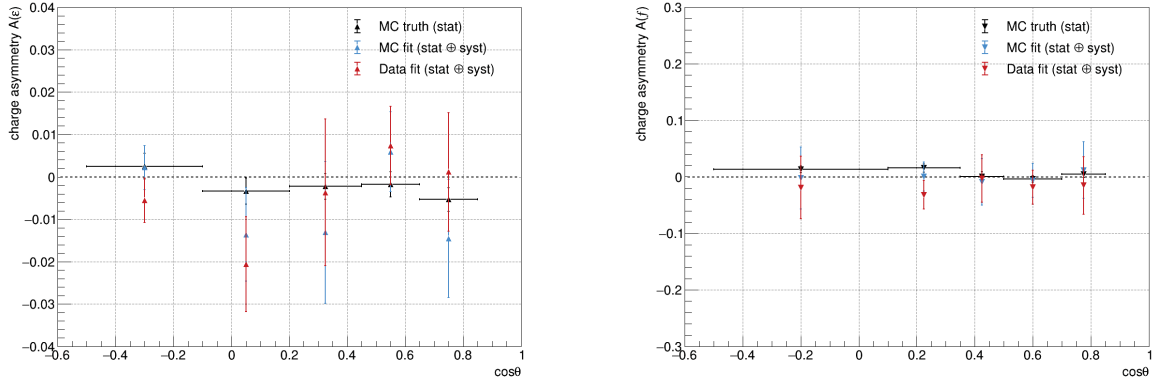 charge asymmetry A(ε)
0.04
0.03
0.02
0.01
0
−0.01
−0.02
−0.03
−0.04
MC truth (stat)
MC fit (stat ⊕ syst)
Data fit (stat ⊕ syst)
−0.6 −0.4 −0.2 0 0.2 0.4 0.6 0.8 1
cosθ
charge asymmetry A(f)
0.3
0.2
0.1
0
−0.1
−0.2
−0.3
MC truth (stat)
MC fit (stat ⊕ syst)
Data fit (stat ⊕ syst)
−0.6 −0.4 −0.2 0 0.2 0.4 0.6 0.8 1
cosθ